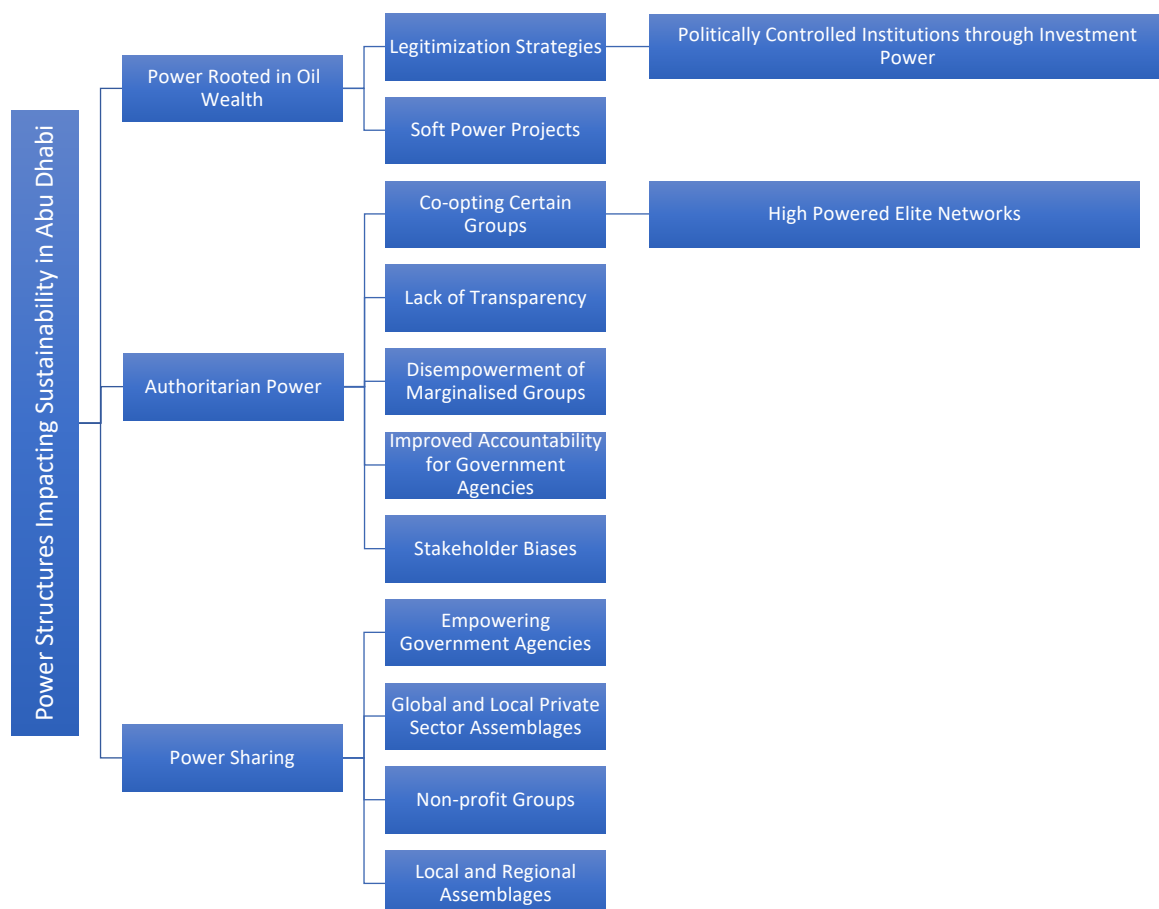 Power Structures Impacting Sustainability in Abu Dhabi
Power Rooted in Oil
Wealth
Legitimization Strategies
Politically Controlled Institutions through Investment
Power
Soft Power Projects
Authoritarian Power
Co-opting Certain
Groups
High Powered Elite Networks
Lack of Transparency
Disempowerment of
Marginalised Groups
Improved Accountability
for Government
Agencies
Stakeholder Biases
Power Sharing
Empowering
Government Agencies
Global and Local Private
Sector Assemblages
Non-profit Groups
Local and Regional
Assemblages